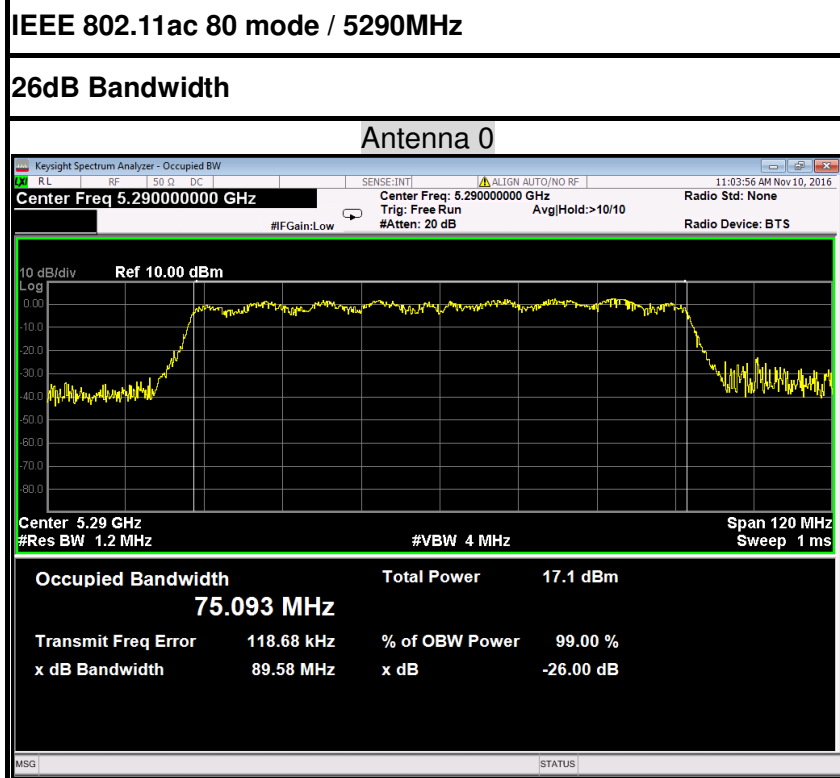 IEEE 802.11ac 80 mode / 5290MHz
26dB Bandwidth
Antenna 0
Keysight Spectrum Analyzer - Occupied BW
LXI RL RF 50 Ω DC SENSE:INT ALIGN AUTO/NO RF 11:03:56 AM Nov 10, 2016
Center Freq 5.290000000 GHz Center Freq: 5.290000000 GHz Radio Std: None
Trig: Free Run Avg|Hold:>10/10
#IFGain:Low #Atten: 20 dB Radio Device: BTS
10 dB/div Ref 10.00 dBm
Log
0.00
-10.0
-20.0
-30.0
-40.0
-50.0
-60.0
-70.0
-80.0
Center 5.29 GHz Span 120 MHz
#Res BW 1.2 MHz #VBW 4 MHz Sweep 1 ms
Occupied Bandwidth Total Power 17.1 dBm
75.093 MHz
Transmit Freq Error 118.68 kHz % of OBW Power 99.00 %
x dB Bandwidth 89.58 MHz x dB -26.00 dB
MSG STATUS